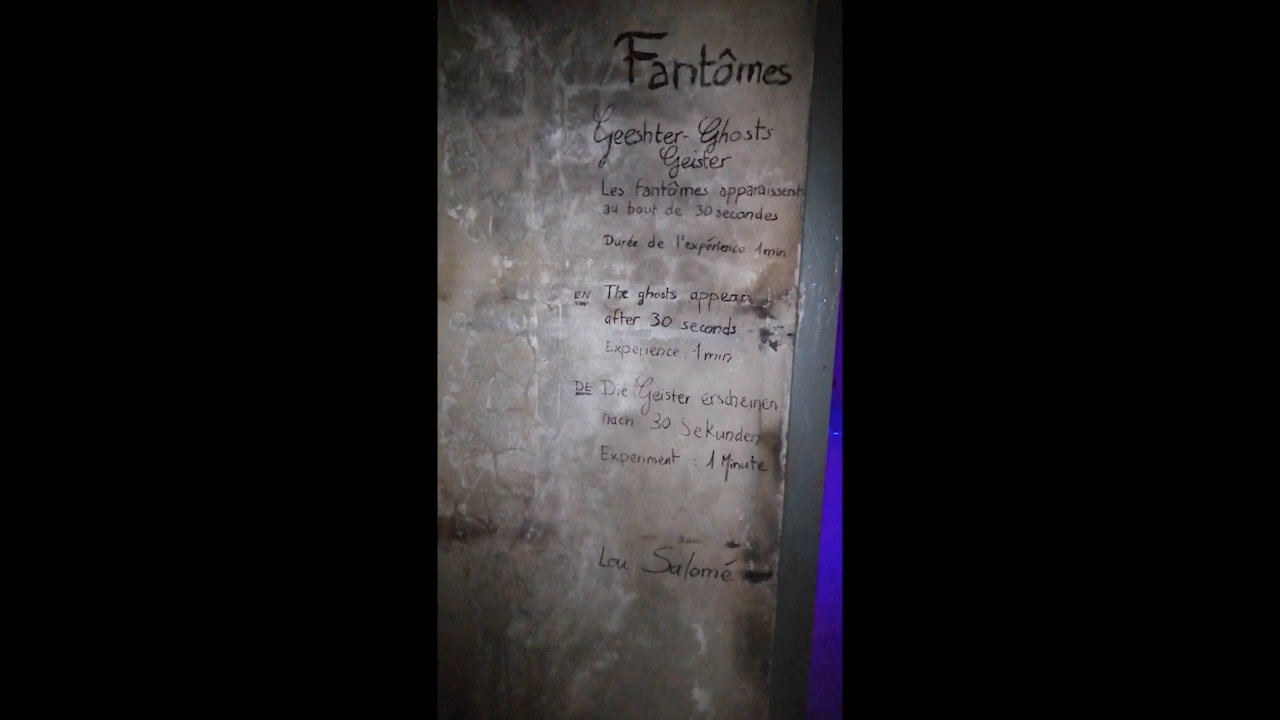 Fantômes
Geeshter - Ghosts
Geister
Les fantômes apparaissent
au bout de 30 secondes
Durée de l'expérience 1 min
EN The ghosts appear
after 30 seconds
Experience : 1 min
DE Die Geister erscheinen
nach 30 Sekunden
Experiment : 1 Minute
Lou Salomé